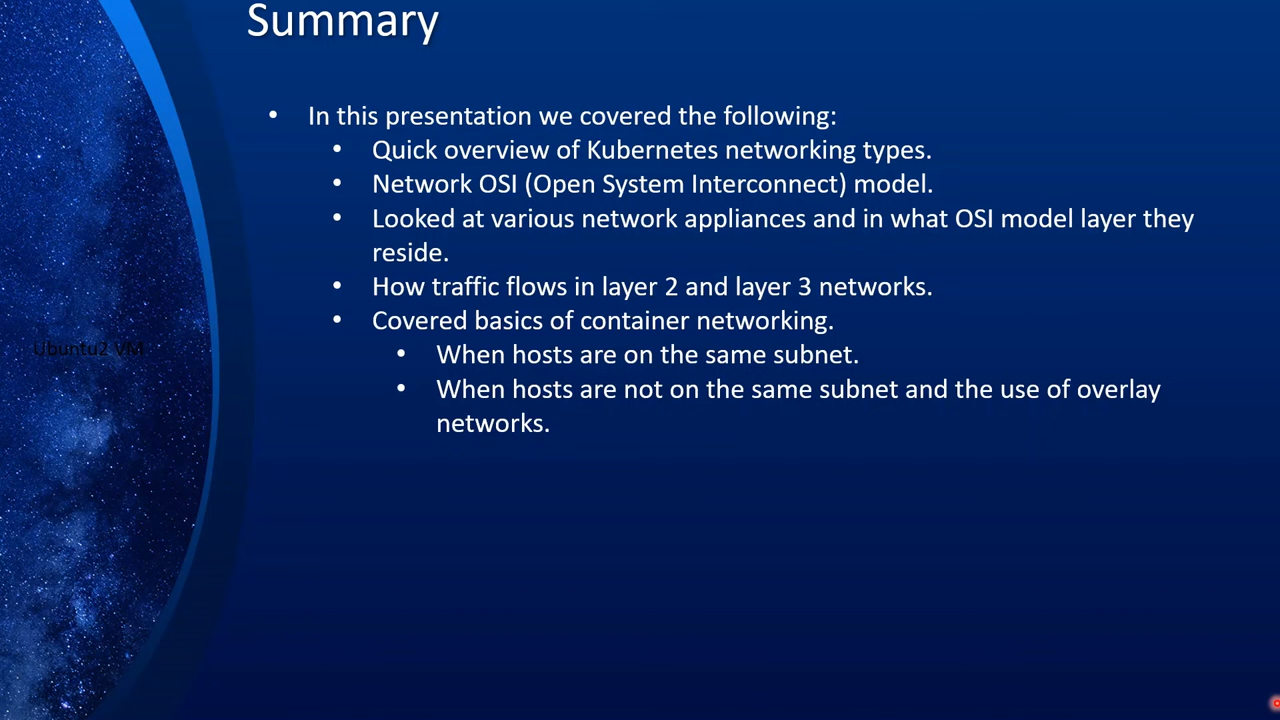 Summary
• In this presentation we covered the following:
• Quick overview of Kubernetes networking types.
• Network OSI (Open System Interconnect) model.
• Looked at various network appliances and in what OSI model layer they
reside.
• How traffic flows in layer 2 and layer 3 networks.
• Covered basics of container networking.
Ubuntu2 VM
• When hosts are on the same subnet.
• When hosts are not on the same subnet and the use of overlay
networks.